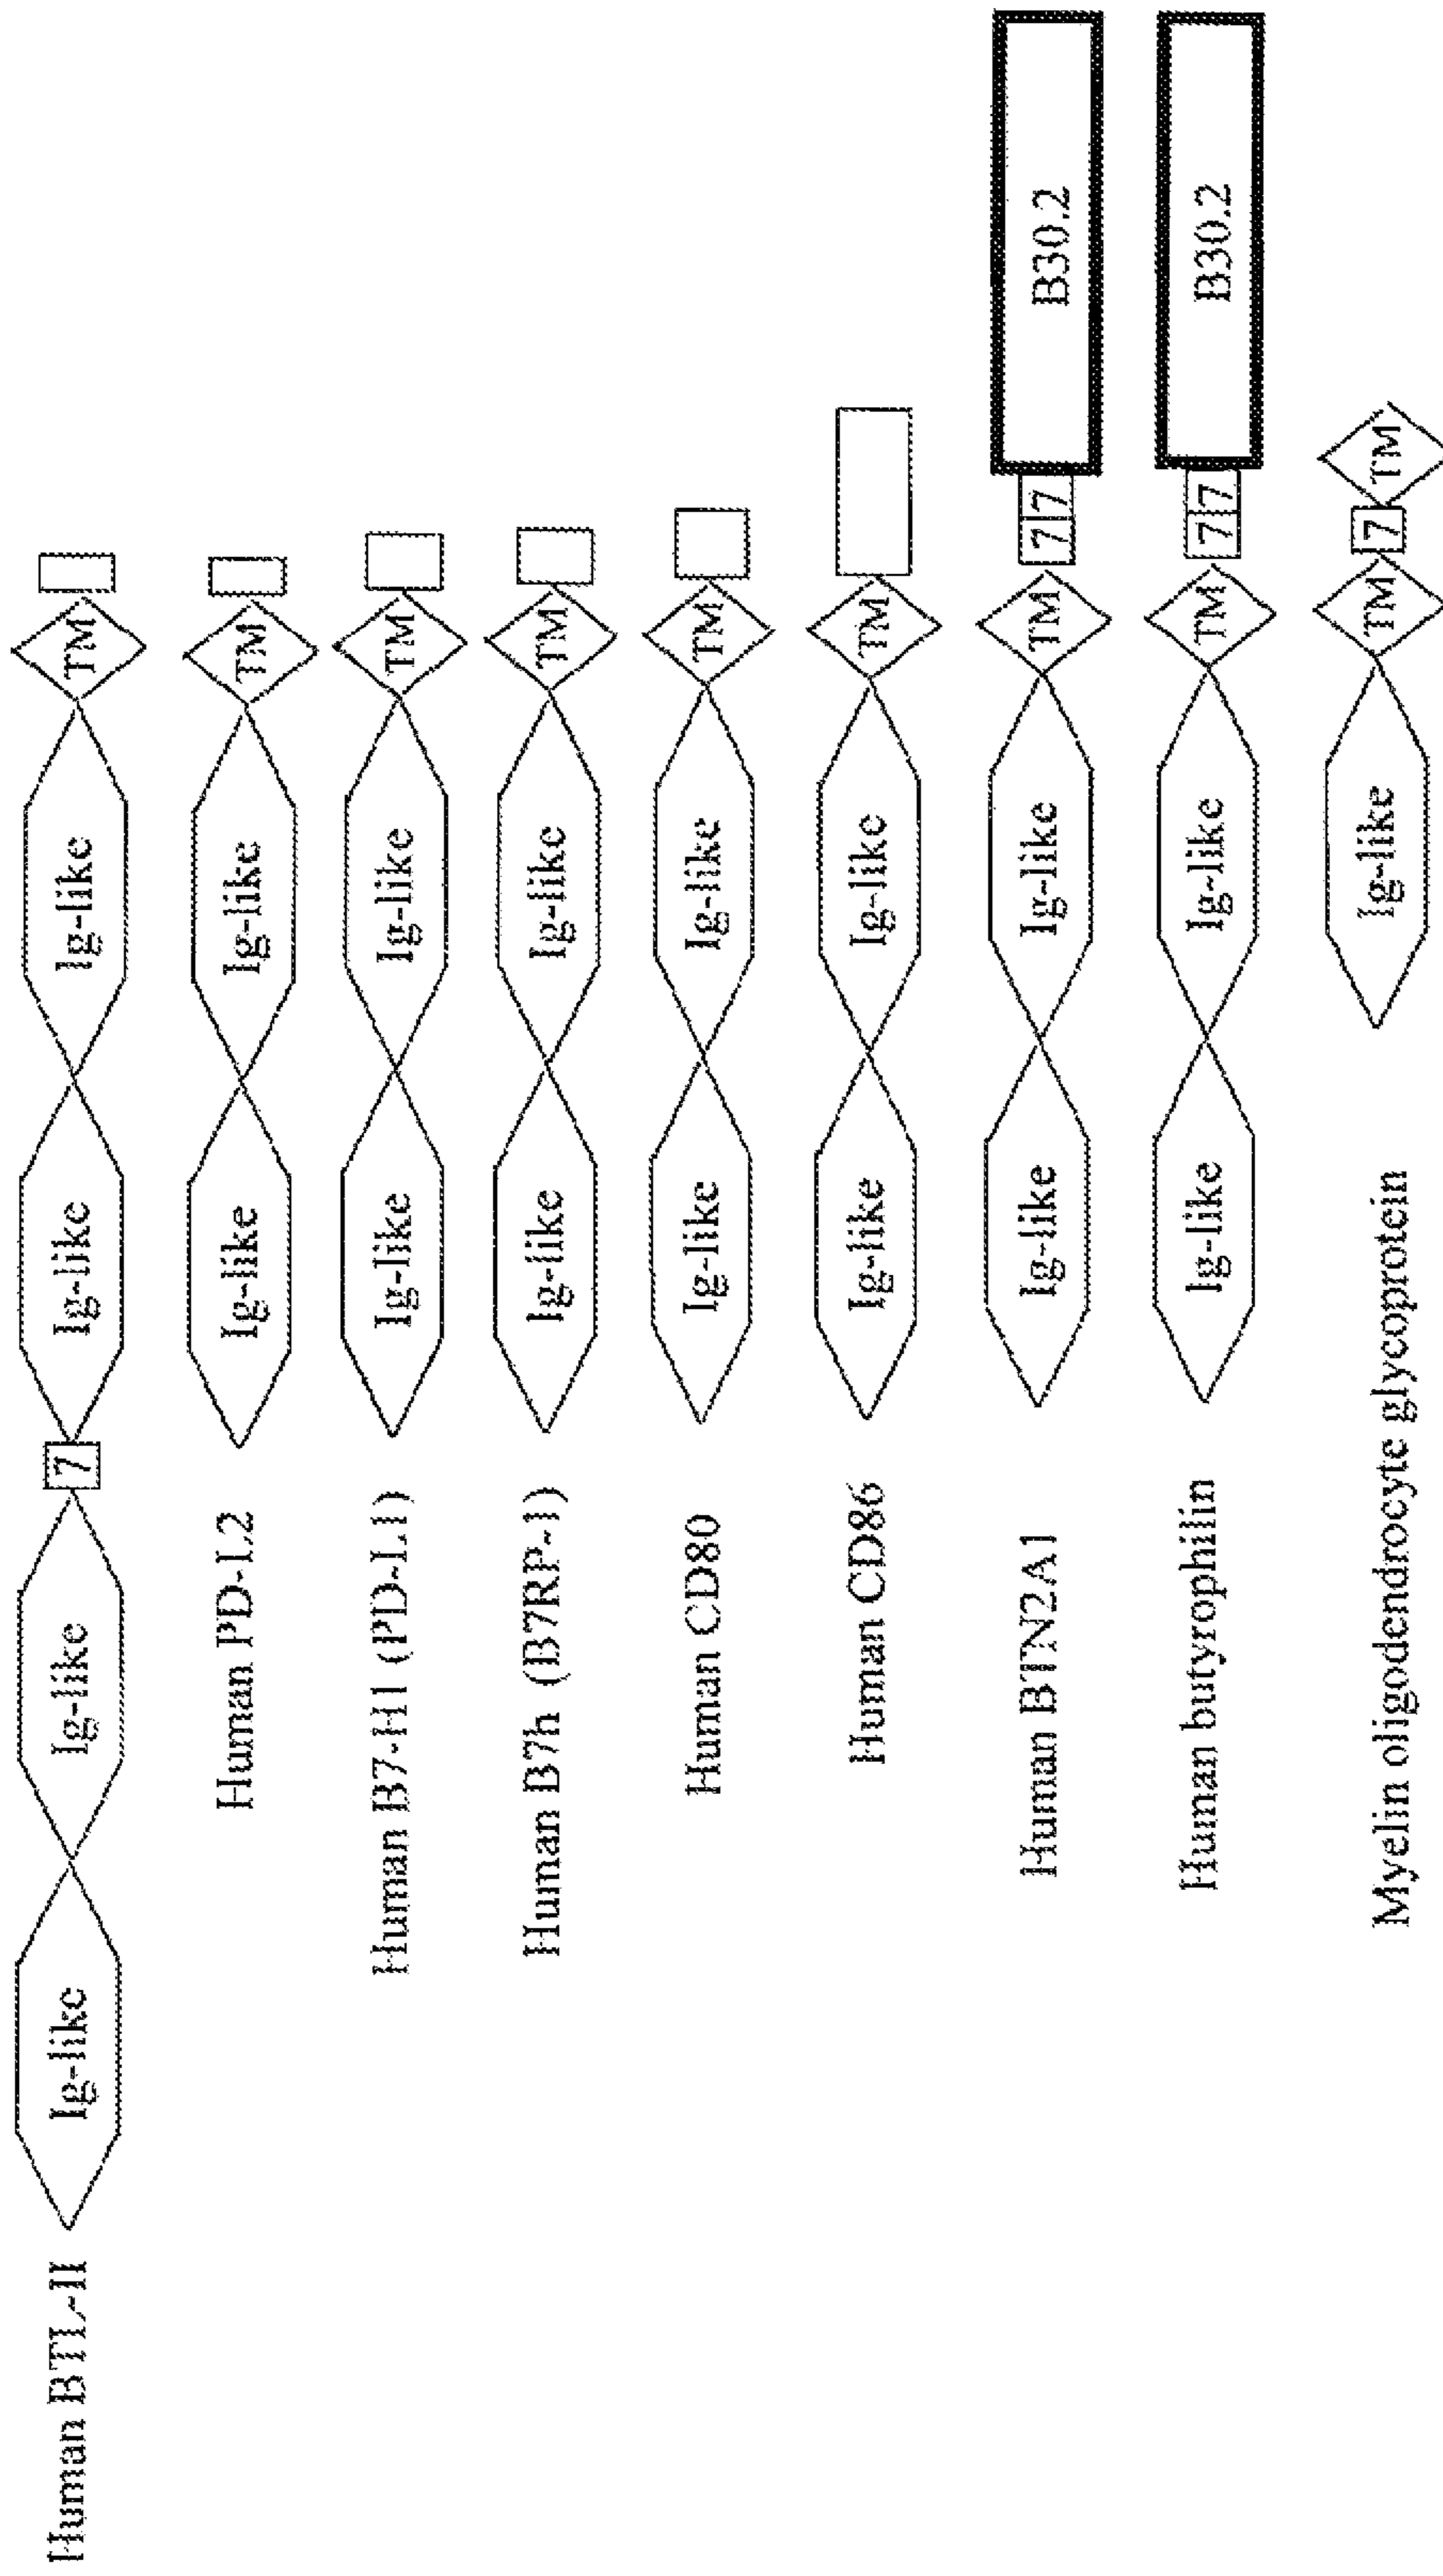 Human BTL-II Ig-like Ig-like 7 Ig-like Ig-like TM
Human PD-L2 Ig-like Ig-like TM
Human B7-H1 (PD-L1) Ig-like Ig-like TM
Human B7h (B7RP-1) Ig-like Ig-like TM
Human CD80 Ig-like Ig-like TM
Human CD86 Ig-like Ig-like TM
Human BTN2A1 Ig-like Ig-like TM 7 7 B30.2
Human butyrophilin Ig-like Ig-like TM 7 7 B30.2
Myelin oligodendrocyte glycoprotein Ig-like TM 7 TM